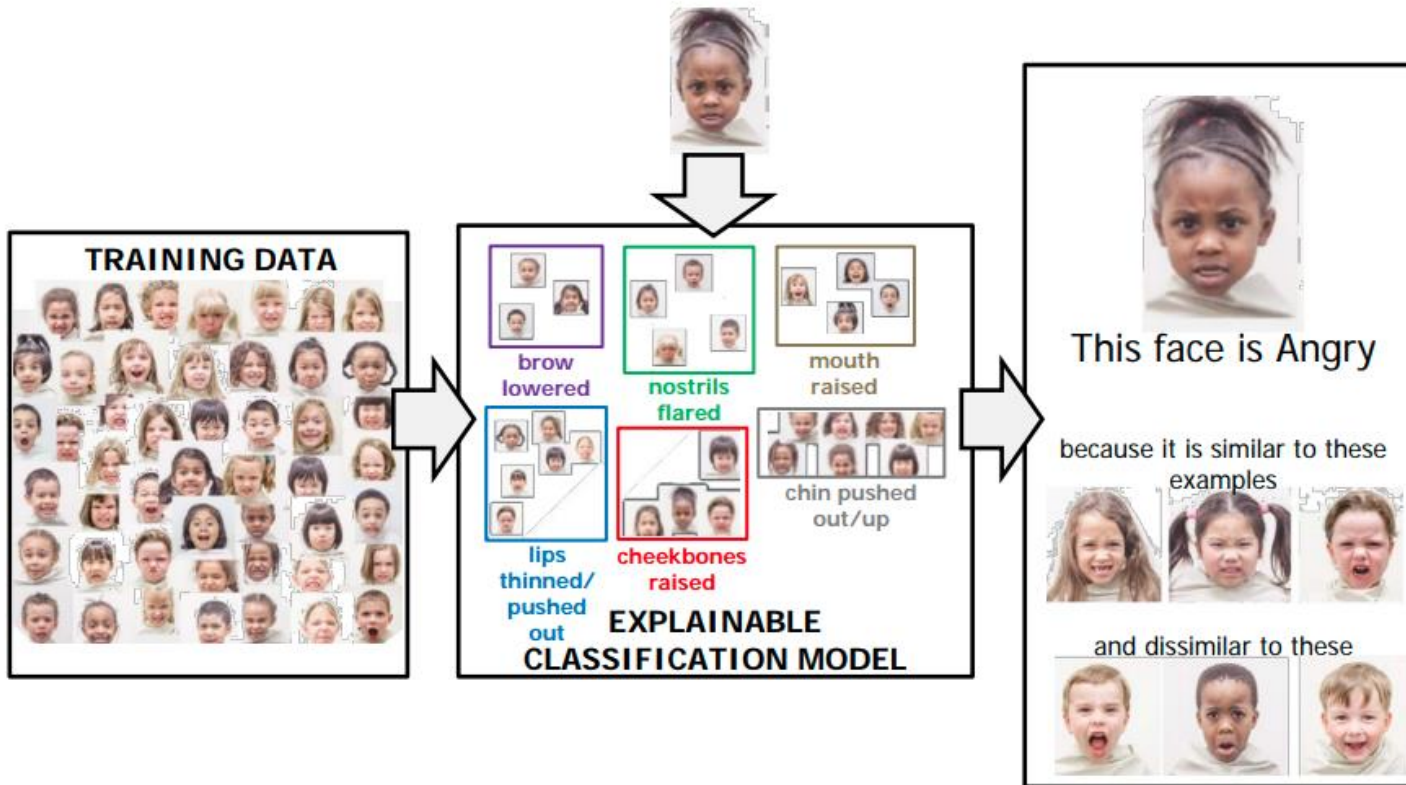 TRAINING DATA
brow
lowered
nostrils
flared
mouth
raised
lips
thinned/
pushed
out
cheekbones
raised
chin pushed
out/up
EXPLAINABLE
CLASSIFICATION MODEL
This face is Angry
because it is similar to these
examples
and dissimilar to these